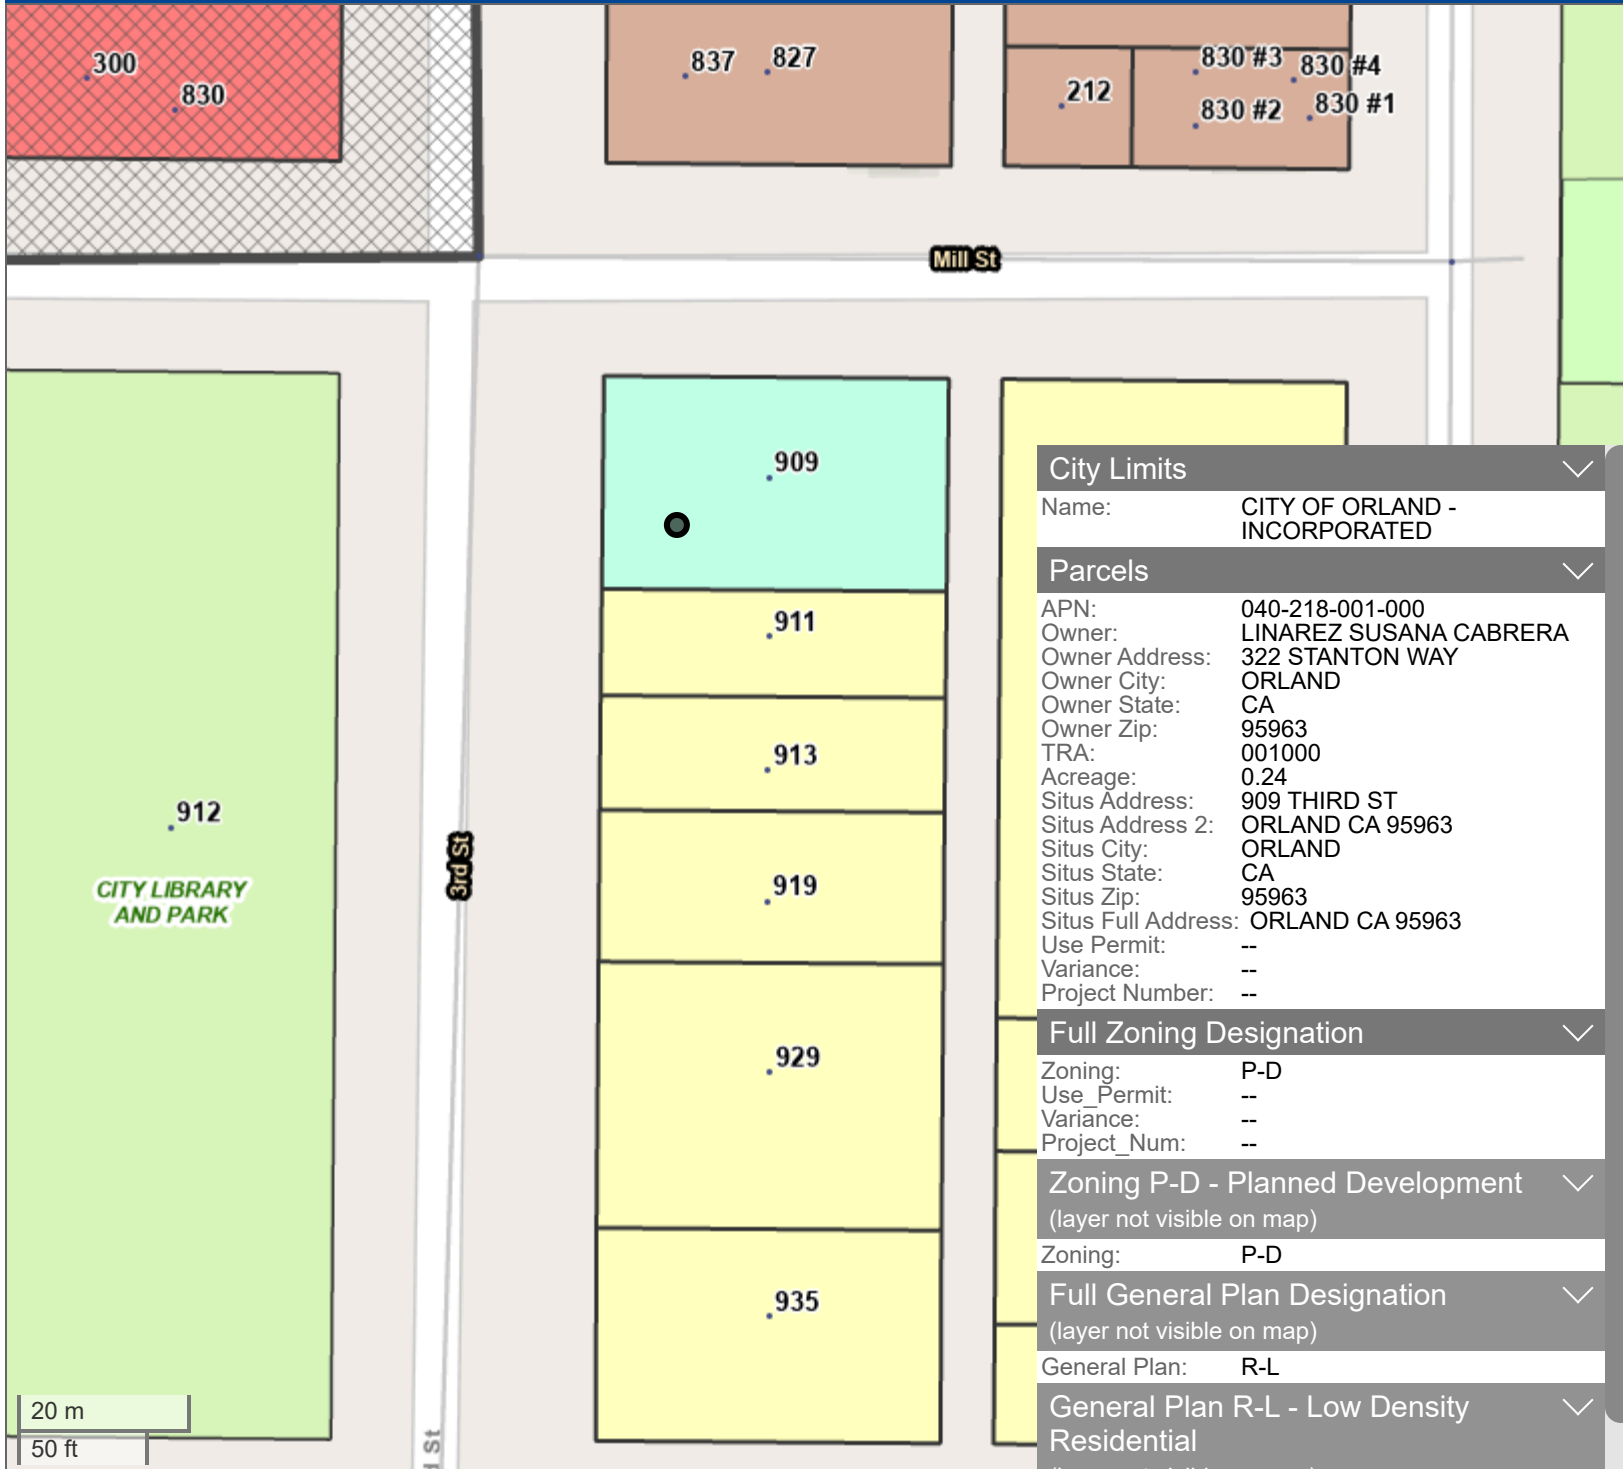 300
830
837
827
212
830 #3
830 #4
830 #2
830 #1
Mill St
909
911
913
919
929
935
912
CITY LIBRARY
AND PARK
3rd St
d St
20 m
50 ft
City Limits
Name: CITY OF ORLAND -
INCORPORATED
Parcels
APN: 040-218-001-000
Owner: LINAREZ SUSANA CABRERA
Owner Address: 322 STANTON WAY
Owner City: ORLAND
Owner State: CA
Owner Zip: 95963
TRA: 001000
Acreage: 0.24
Situs Address: 909 THIRD ST
Situs Address 2: ORLAND CA 95963
Situs City: ORLAND
Situs State: CA
Situs Zip: 95963
Situs Full Address: ORLAND CA 95963
Use Permit: --
Variance: --
Project Number: --
Full Zoning Designation
Zoning: P-D
Use_Permit: --
Variance: --
Project_Num: --
Zoning P-D - Planned Development
(layer not visible on map)
Zoning: P-D
Full General Plan Designation
(layer not visible on map)
General Plan: R-L
General Plan R-L - Low Density
Residential